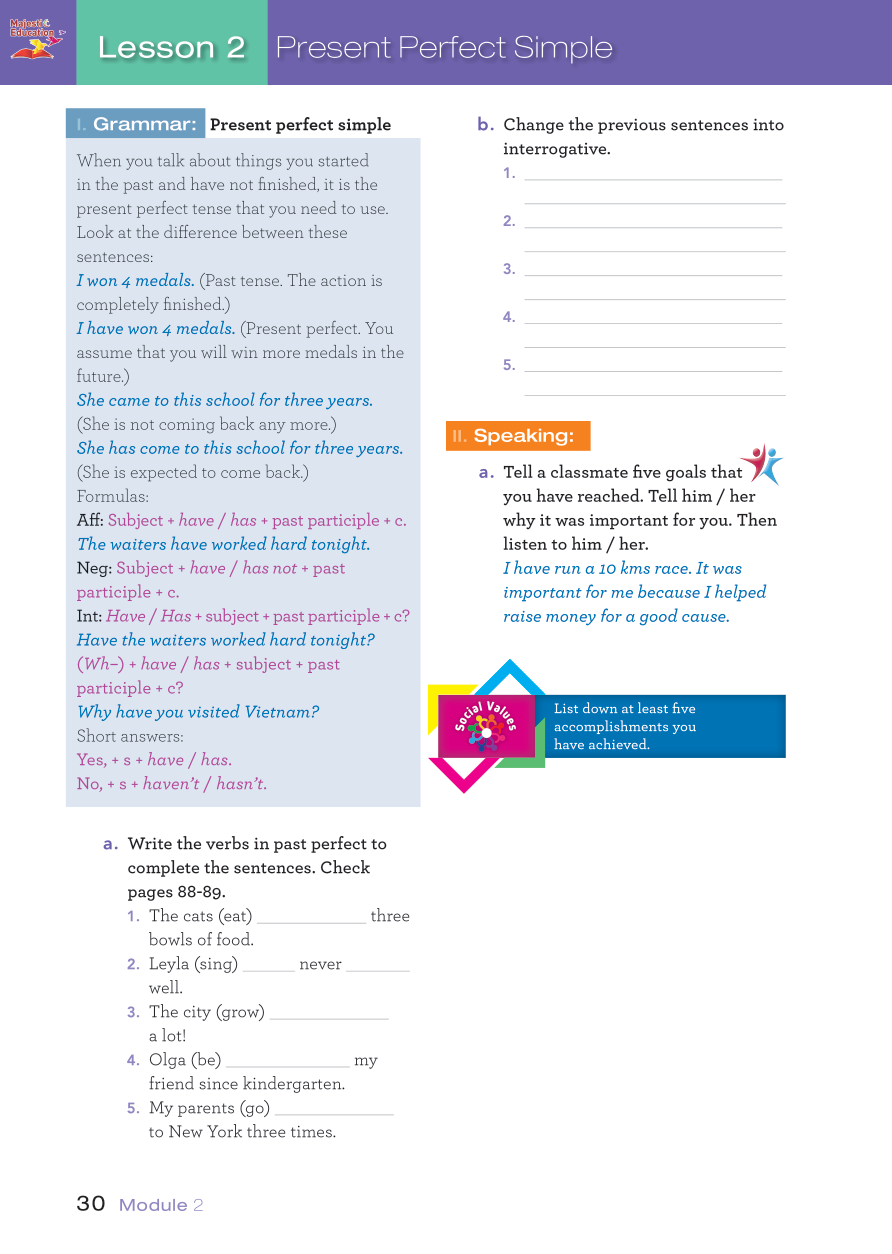 Majestic
Education
Lesson 2 Present Perfect Simple
I. Grammar: Present perfect simple
When you talk about things you started
in the past and have not finished, it is the
present perfect tense that you need to use.
Look at the difference between these
sentences:
I won 4 medals. (Past tense. The action is
completely finished.)
I have won 4 medals. (Present perfect. You
assume that you will win more medals in the
future.)
She came to this school for three years.
(She is not coming back any more.)
She has come to this school for three years.
(She is expected to come back.)
Formulas:
Aff: Subject + have / has + past participle + c.
The waiters have worked hard tonight.
Neg: Subject + have / has not + past
participle + c.
Int: Have / Has + subject + past participle + c?
Have the waiters worked hard tonight?
(Wh–) + have / has + subject + past
participle + c?
Why have you visited Vietnam?
Short answers:
Yes, + s + have / has.
No, + s + haven't / hasn't.
a. Write the verbs in past perfect to
complete the sentences. Check
pages 88-89.
1. The cats (eat) ____________ three
bowls of food.
2. Leyla (sing) ______ never _______
well.
3. The city (grow) _____________
a lot!
4. Olga (be) ______________ my
friend since kindergarten.
5. My parents (go) _____________
to New York three times.
b. Change the previous sentences into
interrogative.
1.
2.
3.
4.
5.
II. Speaking:
a. Tell a classmate five goals that
you have reached. Tell him / her
why it was important for you. Then
listen to him / her.
I have run a 10 kms race. It was
important for me because I helped
raise money for a good cause.
Social Values
List down at least five
accomplishments you
have achieved.
30 Module 2